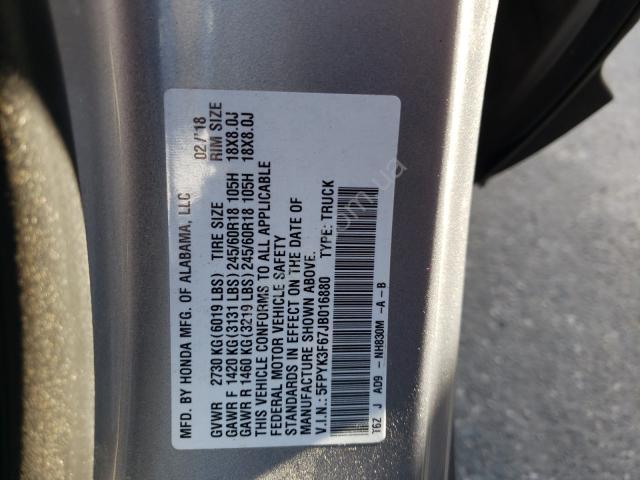 MFD. BY HONDA MFG. OF ALABAMA, LLC 02/'18
GVWR 2730 KG (6019 LBS) TIRE SIZE RIM SIZE
GAWR F 1420 KG (3131 LBS) 245/60R18 105H 18X8.0J
GAWR R 1460 KG (3219 LBS) 245/60R18 105H 18X8.0J
THIS VEHICLE CONFORMS TO ALL APPLICABLE
FEDERAL MOTOR VEHICLE SAFETY
STANDARDS IN EFFECT ON THE DATE OF
MANUFACTURE SHOWN ABOVE.
V.I.N.: 5FPYK3F67JB016880 TYPE: TRUCK
T6Z J A09 - NH830M -A -B